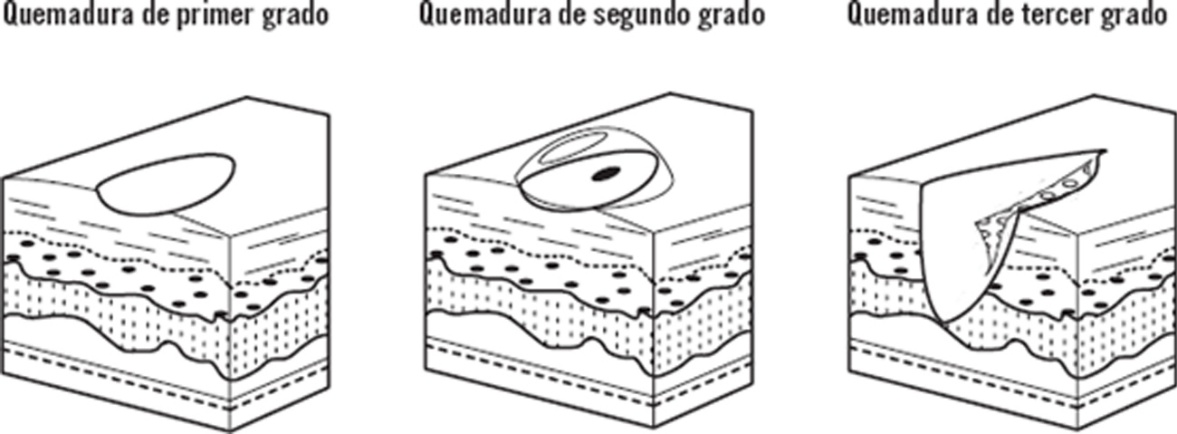 Quemadura de primer grado
Quemadura de segundo grado
Quemadura de tercer grado